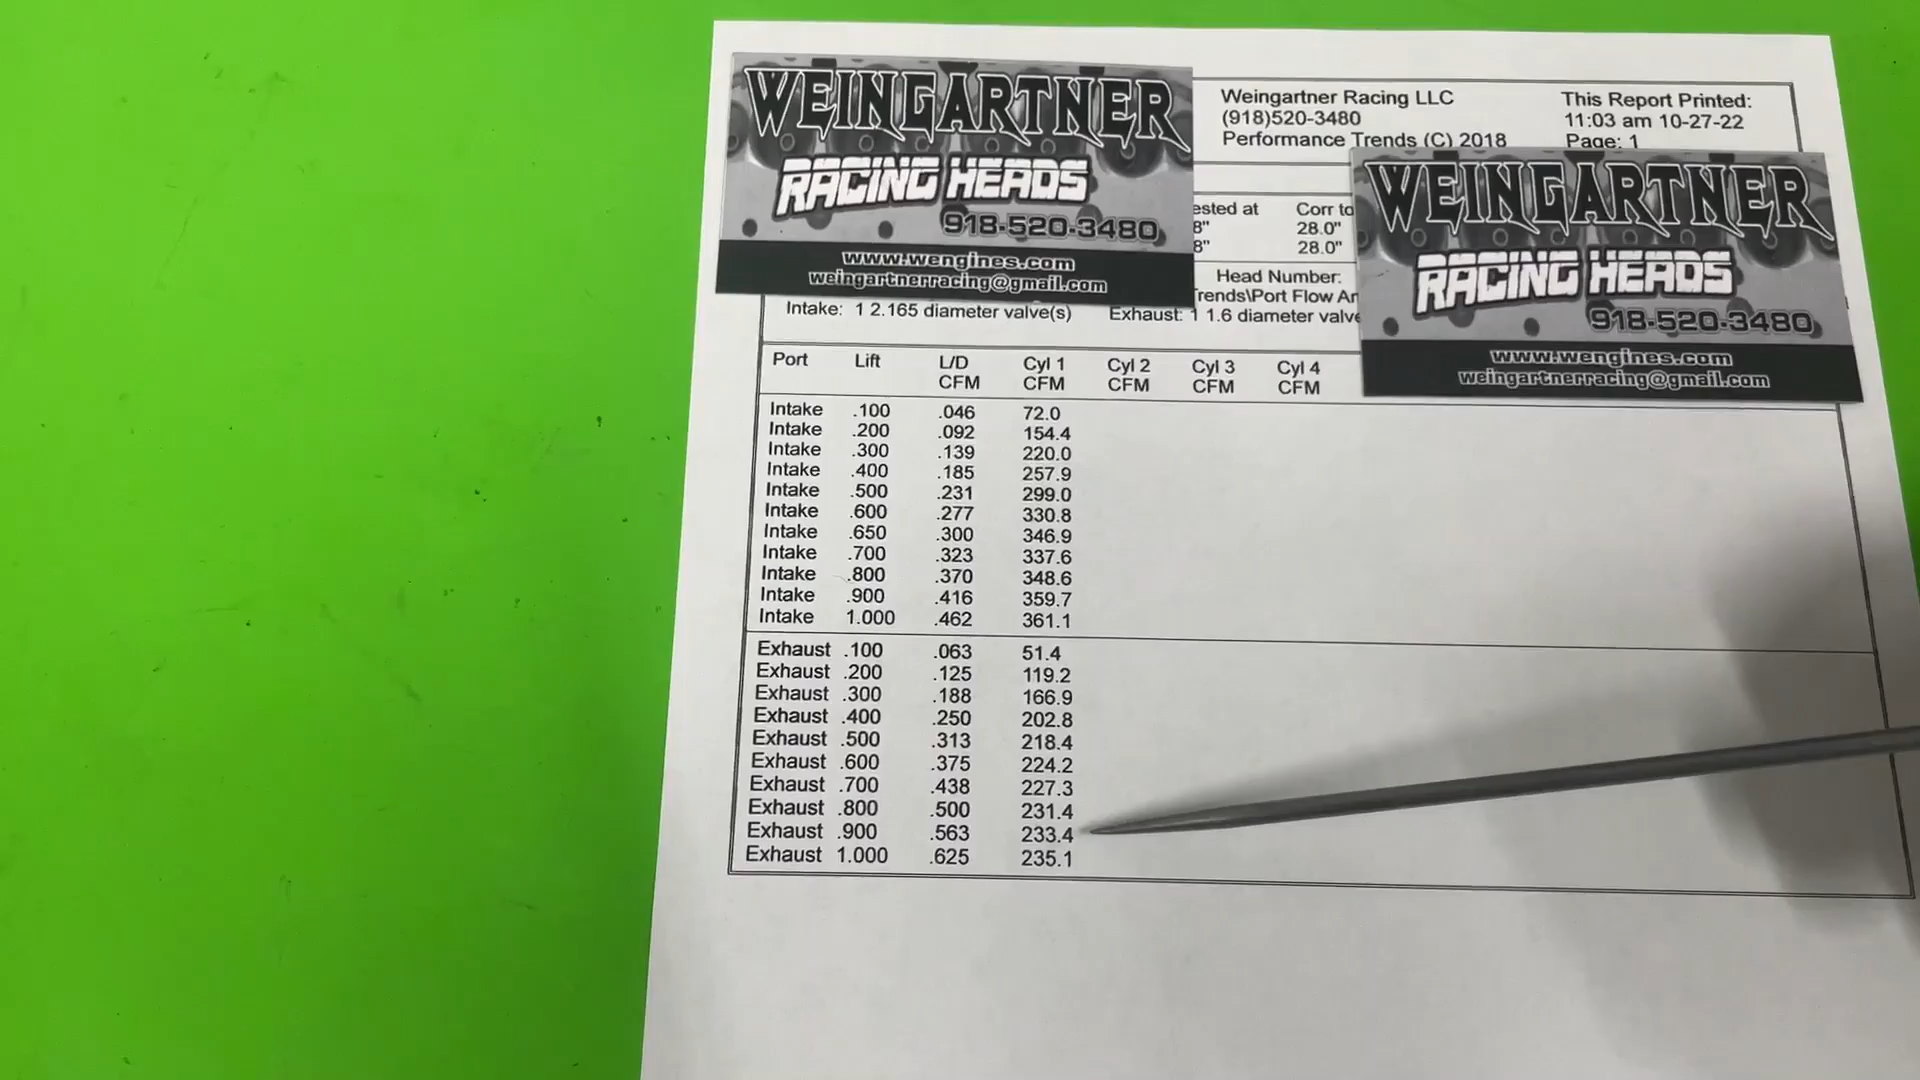 WEINGARTNER
RACING HEADS
918-520-3480
www.wengines.com
weingartnerracing@gmail.com
Weingartner Racing LLC
(918)520-3480
Performance Trends (C) 2018
This Report Printed:
11:03 am 10-27-22
Page: 1
WEINGARTNER
RACING HEADS
918-520-3480
www.wengines.com
weingartnerracing@gmail.com
ested at Corr to
8" 28.0"
8" 28.0"
Head Number:
rends\Port Flow An
Intake: 1 2.165 diameter valve(s) Exhaust: 1 1.6 diameter valve
Port Lift L/D Cyl 1 Cyl 2 Cyl 3 Cyl 4
CFM CFM CFM CFM CFM
Intake .100 .046 72.0
Intake .200 .092 154.4
Intake .300 .139 220.0
Intake .400 .185 257.9
Intake .500 .231 299.0
Intake .600 .277 330.8
Intake .650 .300 346.9
Intake .700 .323 337.6
Intake .800 .370 348.6
Intake .900 .416 359.7
Intake 1.000 .462 361.1
Exhaust .100 .063 51.4
Exhaust .200 .125 119.2
Exhaust .300 .188 166.9
Exhaust .400 .250 202.8
Exhaust .500 .313 218.4
Exhaust .600 .375 224.2
Exhaust .700 .438 227.3
Exhaust .800 .500 231.4
Exhaust .900 .563 233.4
Exhaust 1.000 .625 235.1